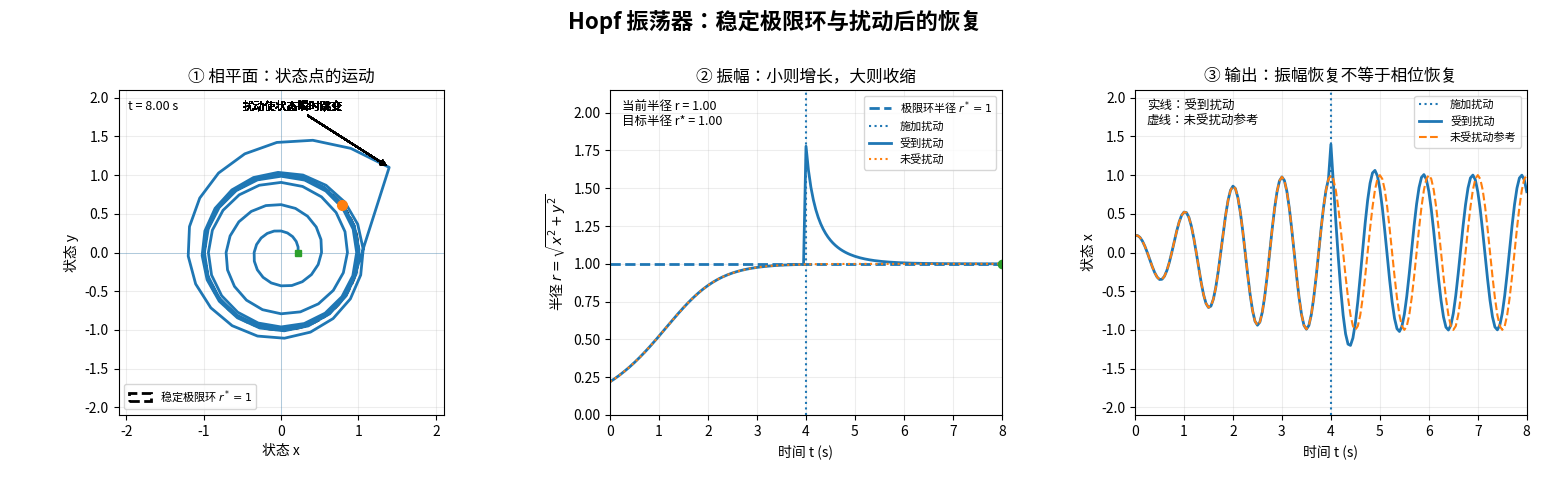 Hopf 振荡器：稳定极限环与扰动后的恢复
① 相平面：状态点的运动
t = 8.00 s
2.0
1.5
1.0
0.5
0.0
-0.5
-1.0
-1.5
-2.0
状态 y
稳定极限环 r* = 1
-2 -1 0 1 2
状态 x
② 振幅：小则增长，大则收缩
当前半径 r = 1.00
目标半径 r* = 1.00
极限环半径 r* = 1
施加扰动
受到扰动
未受扰动
2.00
1.75
1.50
1.25
1.00
0.75
0.50
0.25
0.00
半径 r = √x² + y²
0 1 2 3 4 5 6 7 8
时间 t (s)
③ 输出：振幅恢复不等于相位恢复
实线：受到扰动
虚线：未受扰动参考
施加扰动
受到扰动
未受扰动参考
2.0
1.5
1.0
0.5
0.0
-0.5
-1.0
-1.5
-2.0
状态 x
0 1 2 3 4 5 6 7 8
时间 t (s)